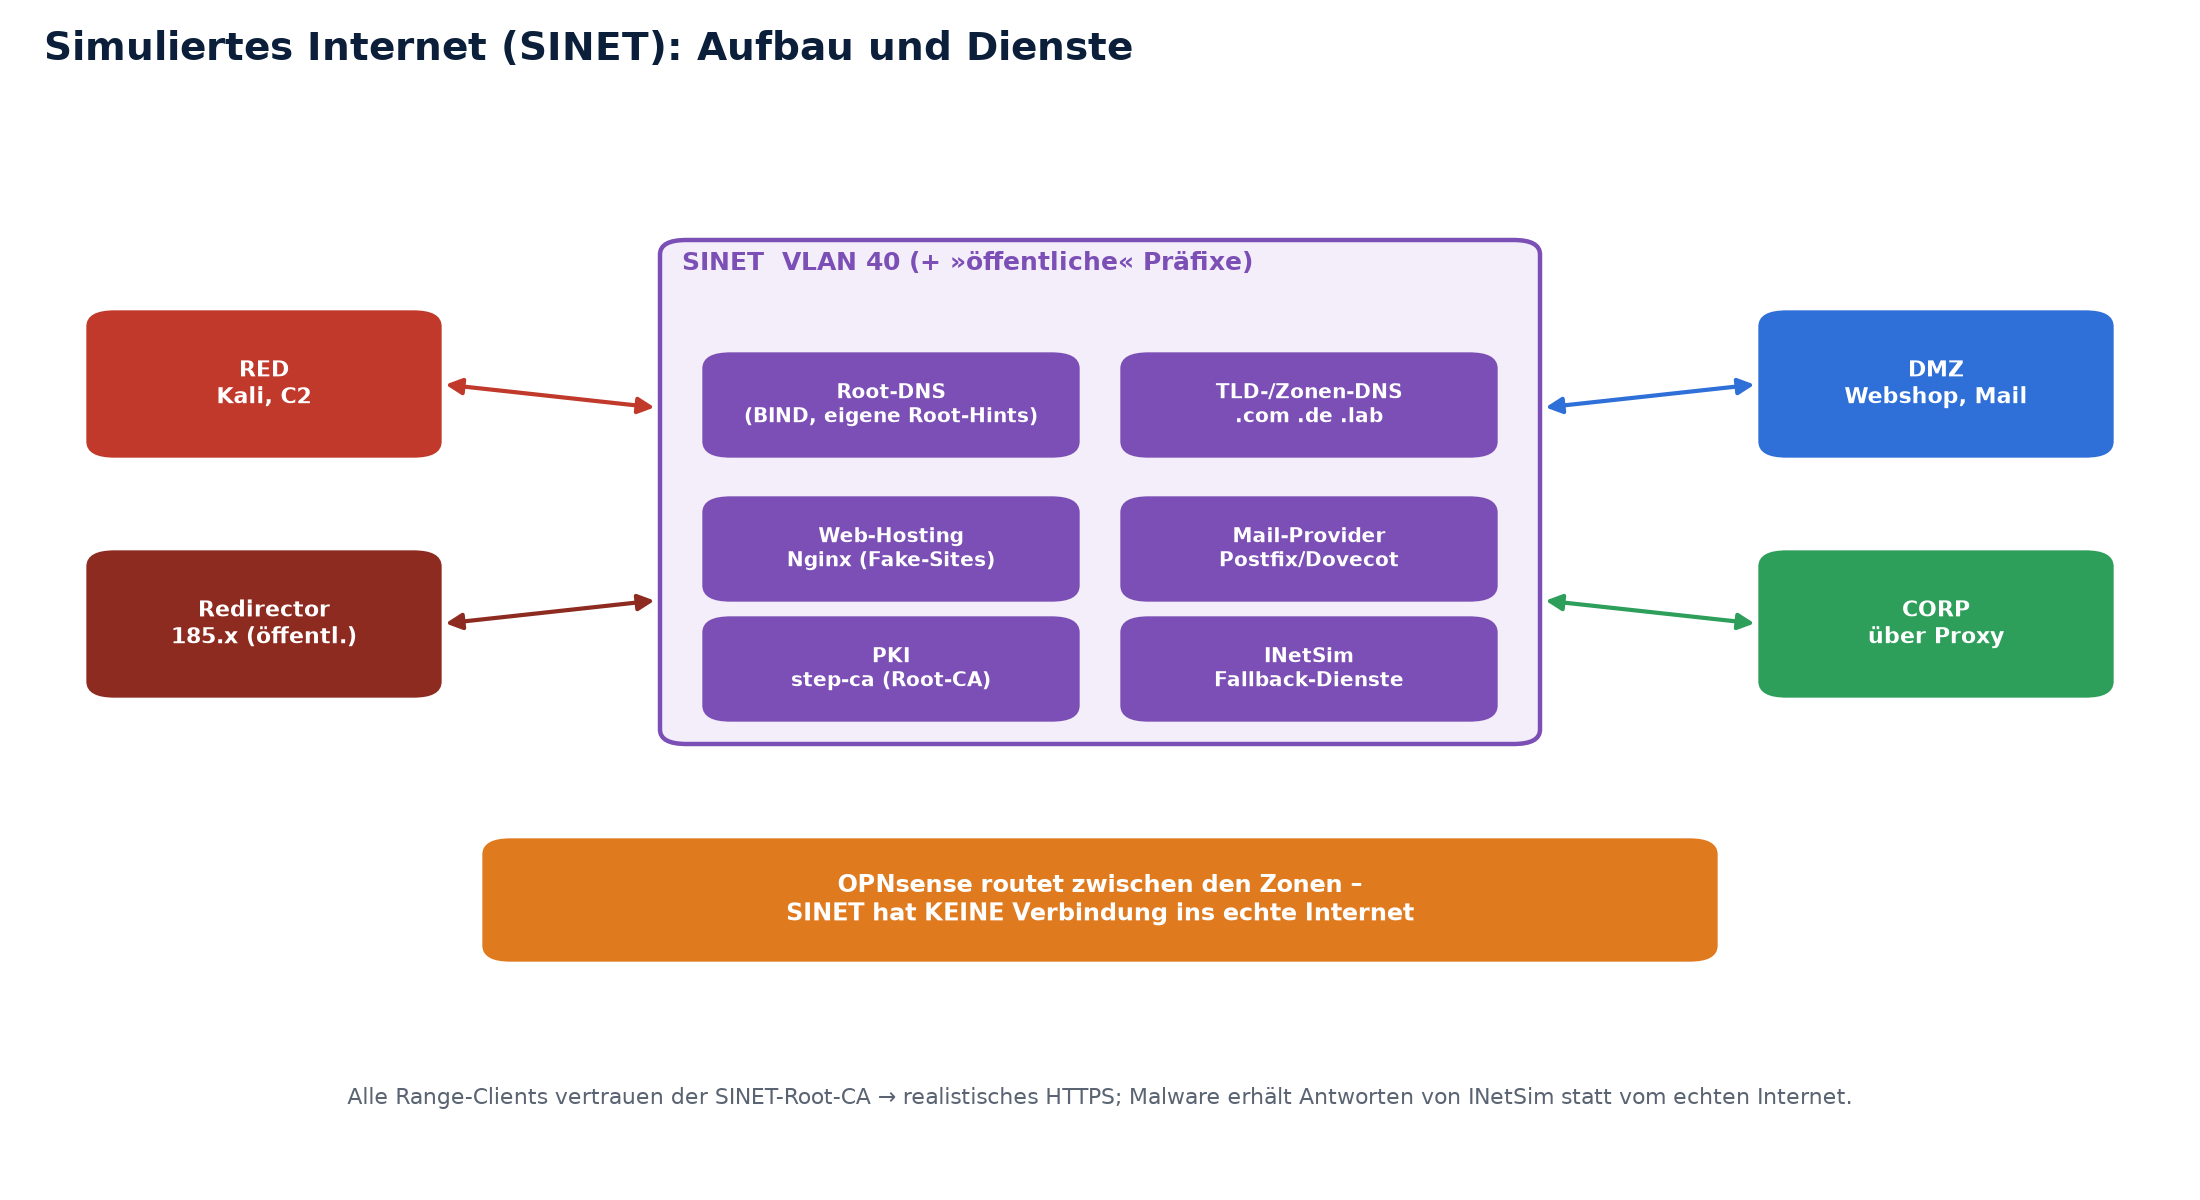 Simuliertes Internet (SINET): Aufbau und Dienste
SINET  VLAN 40 (+ »öffentliche« Präfixe)
RED
Kali, C2
Root-DNS
(BIND, eigene Root-Hints)
TLD-/Zonen-DNS
.com .de .lab
DMZ
Webshop, Mail
Web-Hosting
Nginx (Fake-Sites)
Mail-Provider
Postfix/Dovecot
Redirector
185.x (öffentl.)
PKI
step-ca (Root-CA)
INetSim
Fallback-Dienste
CORP
über Proxy
OPNsense routet zwischen den Zonen –
SINET hat KEINE Verbindung ins echte Internet
Alle Range-Clients vertrauen der SINET-Root-CA → realistisches HTTPS; Malware erhält Antworten von INetSim statt vom echten Internet.